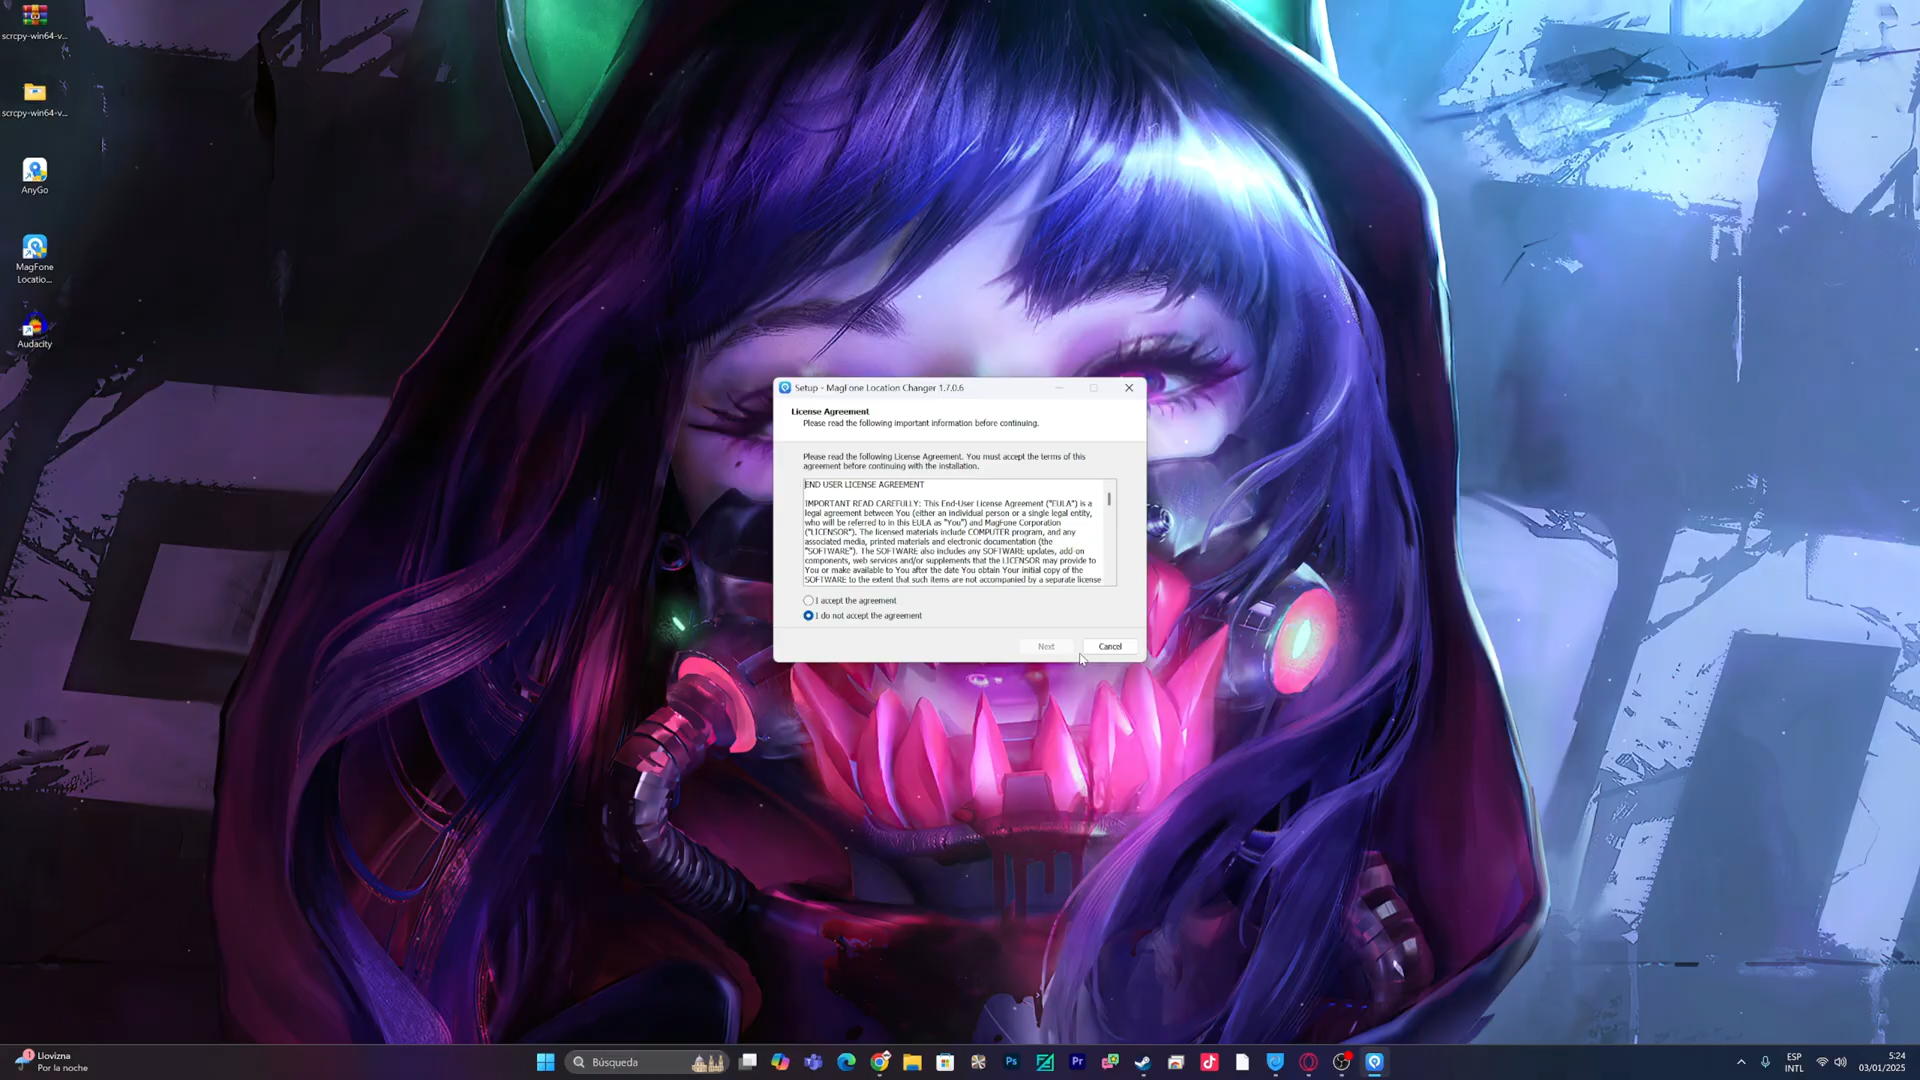 scrcpy-win64-v...
scrcpy-win64-v...
AnyGo
MagFone
Locatio...
Audacity
Setup - MagFone Location Changer 1.7.0.6
License Agreement
Please read the following important information before continuing.
Please read the following License Agreement. You must accept the terms of this
agreement before continuing with the installation.
END USER LICENSE AGREEMENT
IMPORTANT READ CAREFULLY: This End-User License Agreement ("EULA") is a
legal agreement between You (either an individual person or a single legal entity,
who will be referred to in this EULA as "You") and MagFone Corporation
("LICENSOR"). The licensed materials include COMPUTER program, and any
associated media, printed materials and electronic documentation (the
"SOFTWARE"). The SOFTWARE also includes any SOFTWARE updates, add-on
components, web services and/or supplements that the LICENSOR may provide to
You or make available to You after the date You obtain Your initial copy of the
SOFTWARE to the extent that such items are not accompanied by a separate license
I accept the agreement
I do not accept the agreement
Next
Cancel
1
Llovizna
Por la noche
Búsqueda
Ps
Pr
ESP
INTL
5:24
03/01/2025